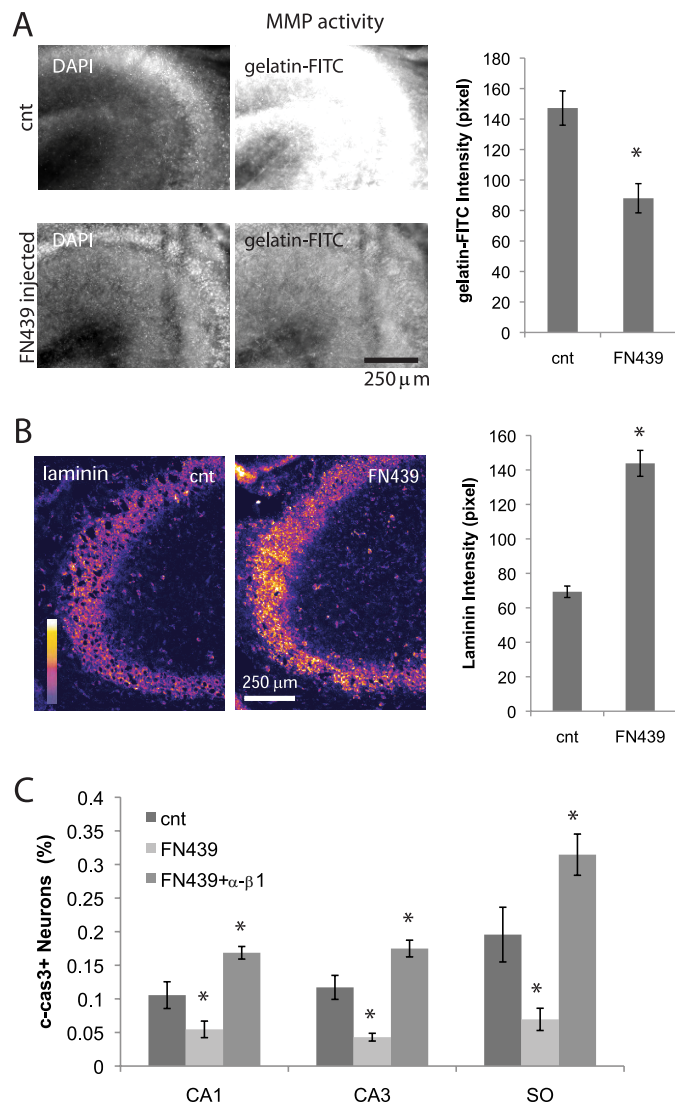 A
MMP activity
DAPI
gelatin-FITC
cnt
DAPI
gelatin-FITC
FN439 injected
250 μm
gelatin-FITC Intensity (pixel)
180
160
140
120
100
80
60
40
20
0
*
cnt
FN439
B
laminin
cnt
FN439
250 μm
Laminin Intensity (pixel)
160
140
120
100
80
60
40
20
0
*
cnt
FN439
C
c-cas3+ Neurons (%)
0.4
0.35
0.3
0.25
0.2
0.15
0.1
0.05
0
cnt
FN439
FN439+α-β1
*
*
*
*
*
*
CA1
CA3
SO